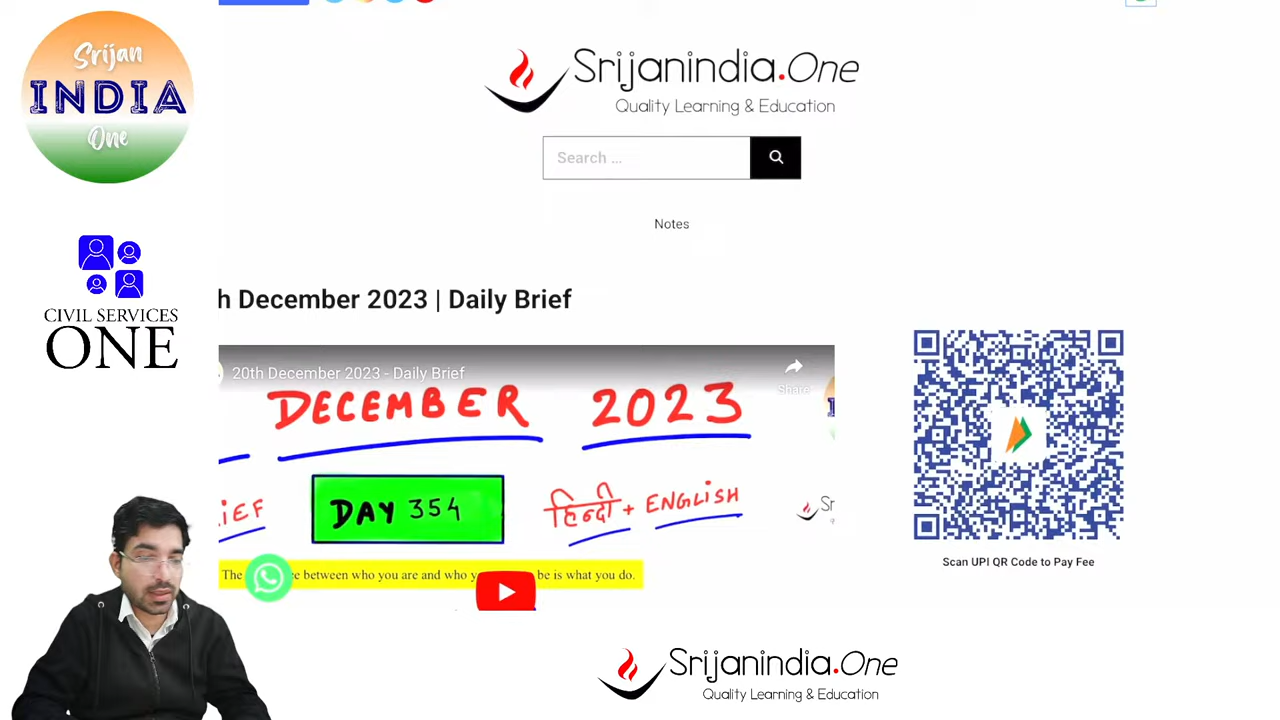 Srijan
INDIA
One
CIVIL SERVICES
ONE
Srijanindia.One
Quality Learning & Education
Search ...
Notes
h December 2023 | Daily Brief
20th December 2023 - Daily Brief
Share
DECEMBER 2023
DAY 354
हिन्दी + ENGLISH
The between who you are and who be is what you do.
Scan UPI QR Code to Pay Fee
Srijanindia.One
Quality Learning & Education